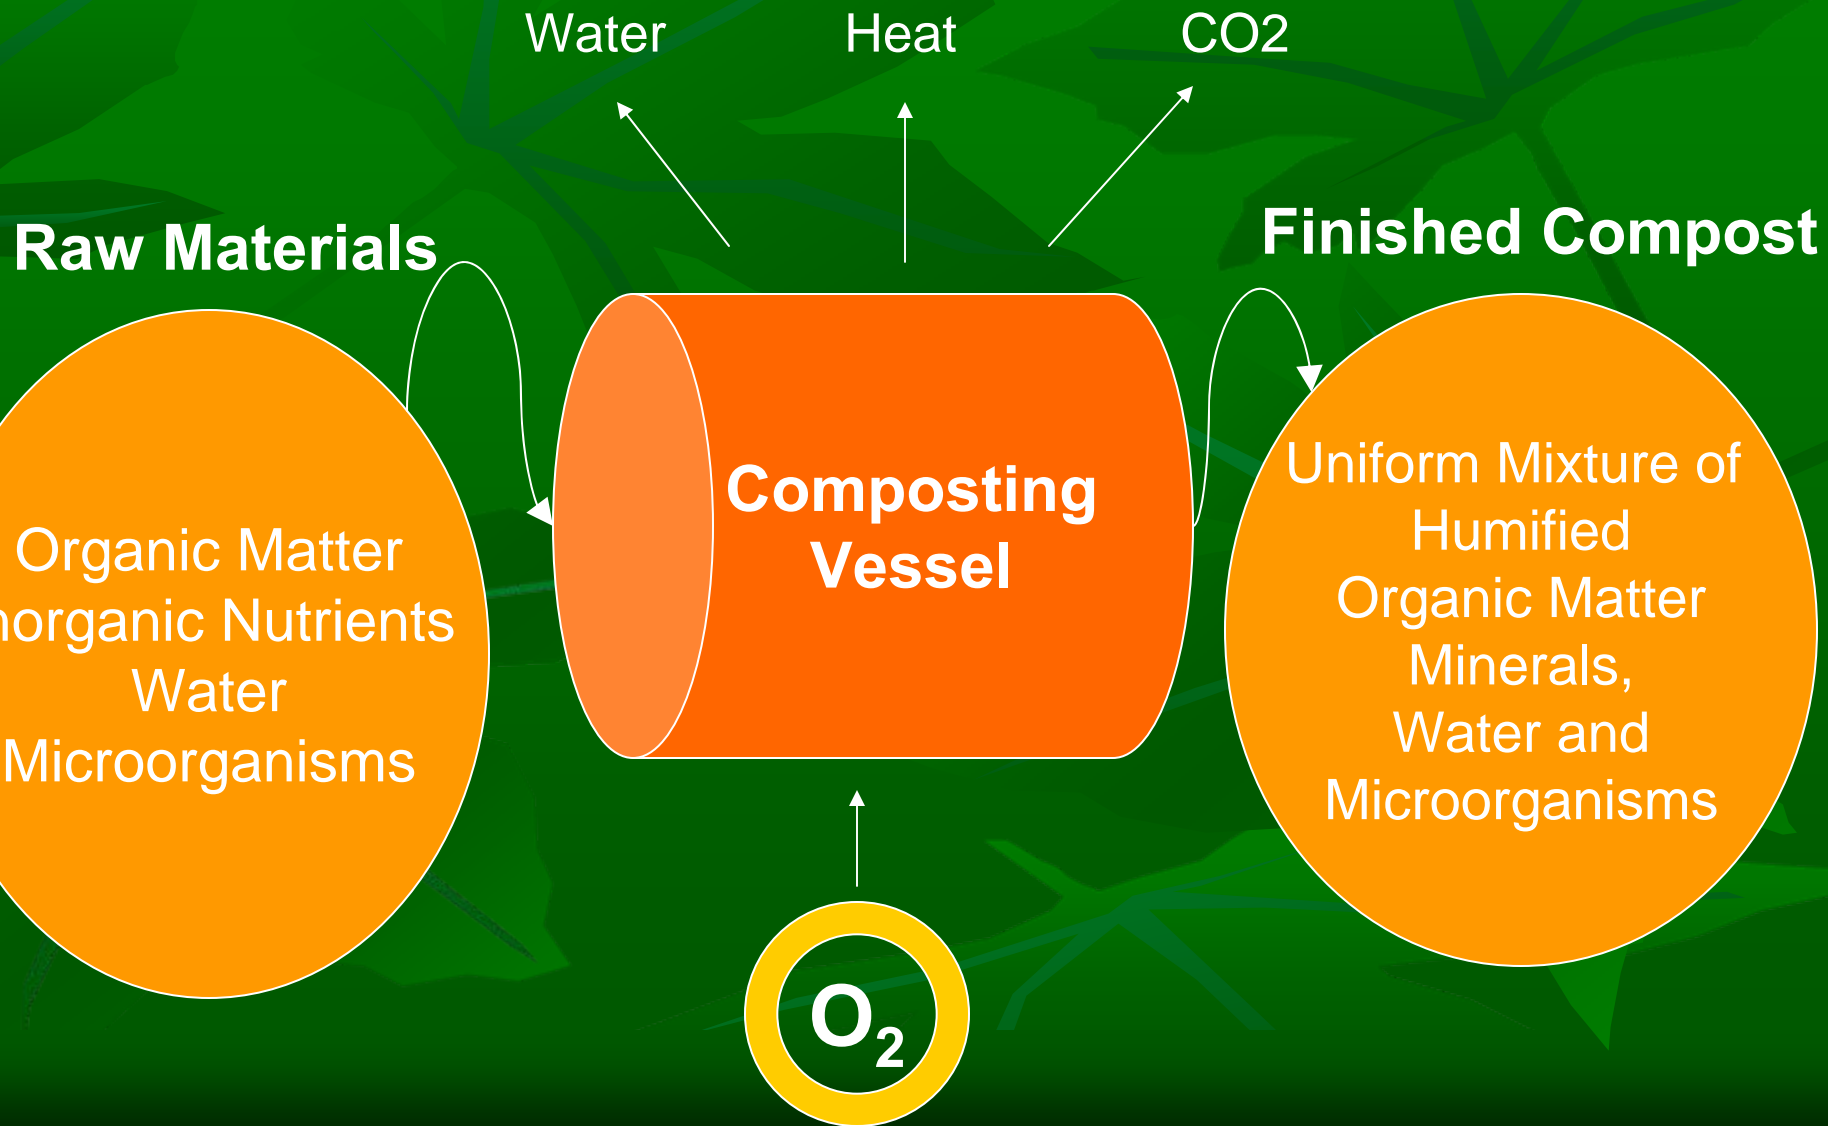 Water
Heat
CO2
Raw Materials
Finished Compost
Organic Matter
norganic Nutrients
Water
Microorganisms
Composting
Vessel
Uniform Mixture of
Humified
Organic Matter
Minerals,
Water and
Microorganisms
O₂